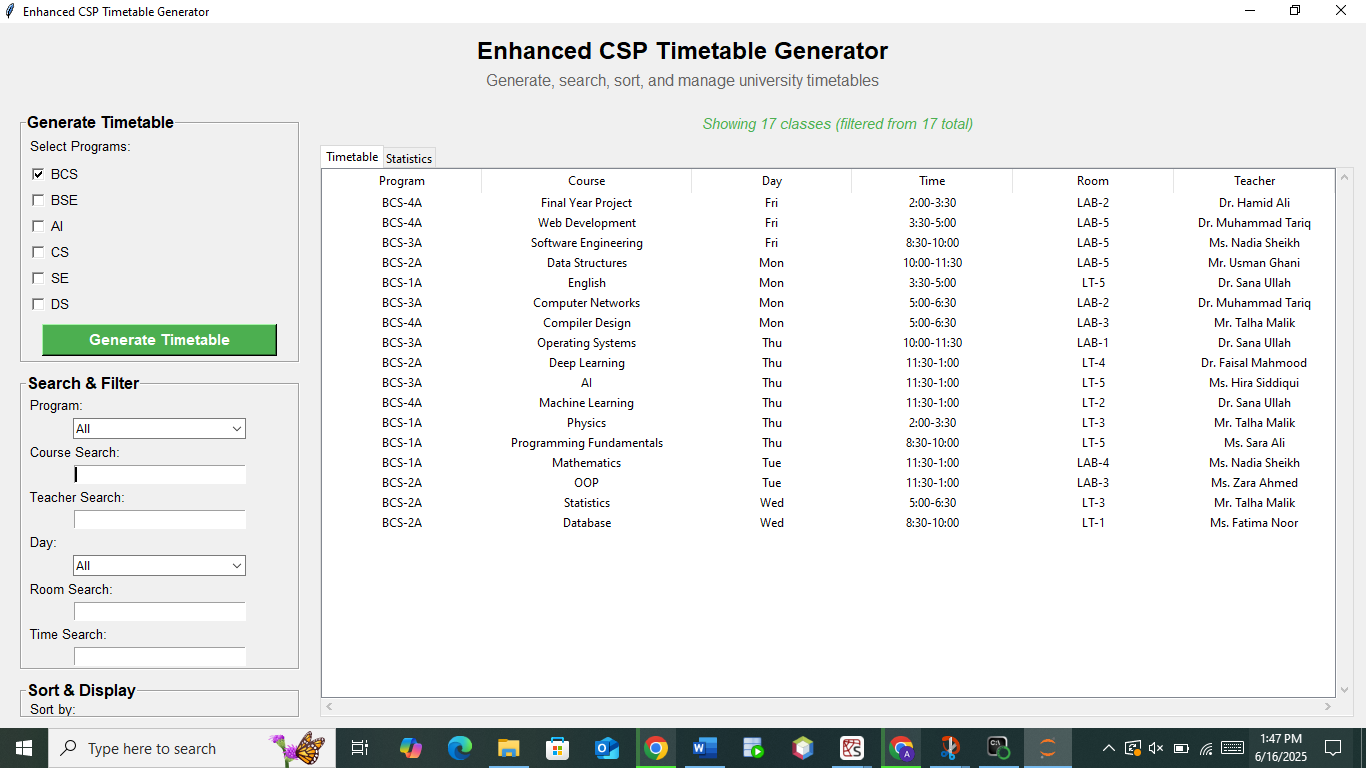 Enhanced CSP Timetable Generator
Enhanced CSP Timetable Generator
Generate, search, sort, and manage university timetables
Generate Timetable
Select Programs:
BCS
BSE
AI
CS
SE
DS
Generate Timetable
Search & Filter
Program:
All
Course Search:
Teacher Search:
Day:
All
Room Search:
Time Search:
Sort & Display
Sort by:
Showing 17 classes (filtered from 17 total)
Timetable Statistics
Program Course Day Time Room Teacher
BCS-4A Final Year Project Fri 2:00-3:30 LAB-2 Dr. Hamid Ali
BCS-4A Web Development Fri 3:30-5:00 LAB-5 Dr. Muhammad Tariq
BCS-3A Software Engineering Fri 8:30-10:00 LAB-5 Ms. Nadia Sheikh
BCS-2A Data Structures Mon 10:00-11:30 LAB-5 Mr. Usman Ghani
BCS-1A English Mon 3:30-5:00 LT-5 Dr. Sana Ullah
BCS-3A Computer Networks Mon 5:00-6:30 LAB-2 Dr. Muhammad Tariq
BCS-4A Compiler Design Mon 5:00-6:30 LAB-3 Mr. Talha Malik
BCS-3A Operating Systems Thu 10:00-11:30 LAB-1 Dr. Sana Ullah
BCS-2A Deep Learning Thu 11:30-1:00 LT-4 Dr. Faisal Mahmood
BCS-3A AI Thu 11:30-1:00 LT-5 Ms. Hira Siddiqui
BCS-4A Machine Learning Thu 11:30-1:00 LT-2 Dr. Sana Ullah
BCS-1A Physics Thu 2:00-3:30 LT-3 Mr. Talha Malik
BCS-1A Programming Fundamentals Thu 8:30-10:00 LT-5 Ms. Sara Ali
BCS-1A Mathematics Tue 11:30-1:00 LAB-4 Ms. Nadia Sheikh
BCS-2A OOP Tue 11:30-1:00 LAB-3 Ms. Zara Ahmed
BCS-2A Statistics Wed 5:00-6:30 LT-3 Mr. Talha Malik
BCS-2A Database Wed 8:30-10:00 LT-1 Ms. Fatima Noor
Type here to search
1:47 PM
6/16/2025